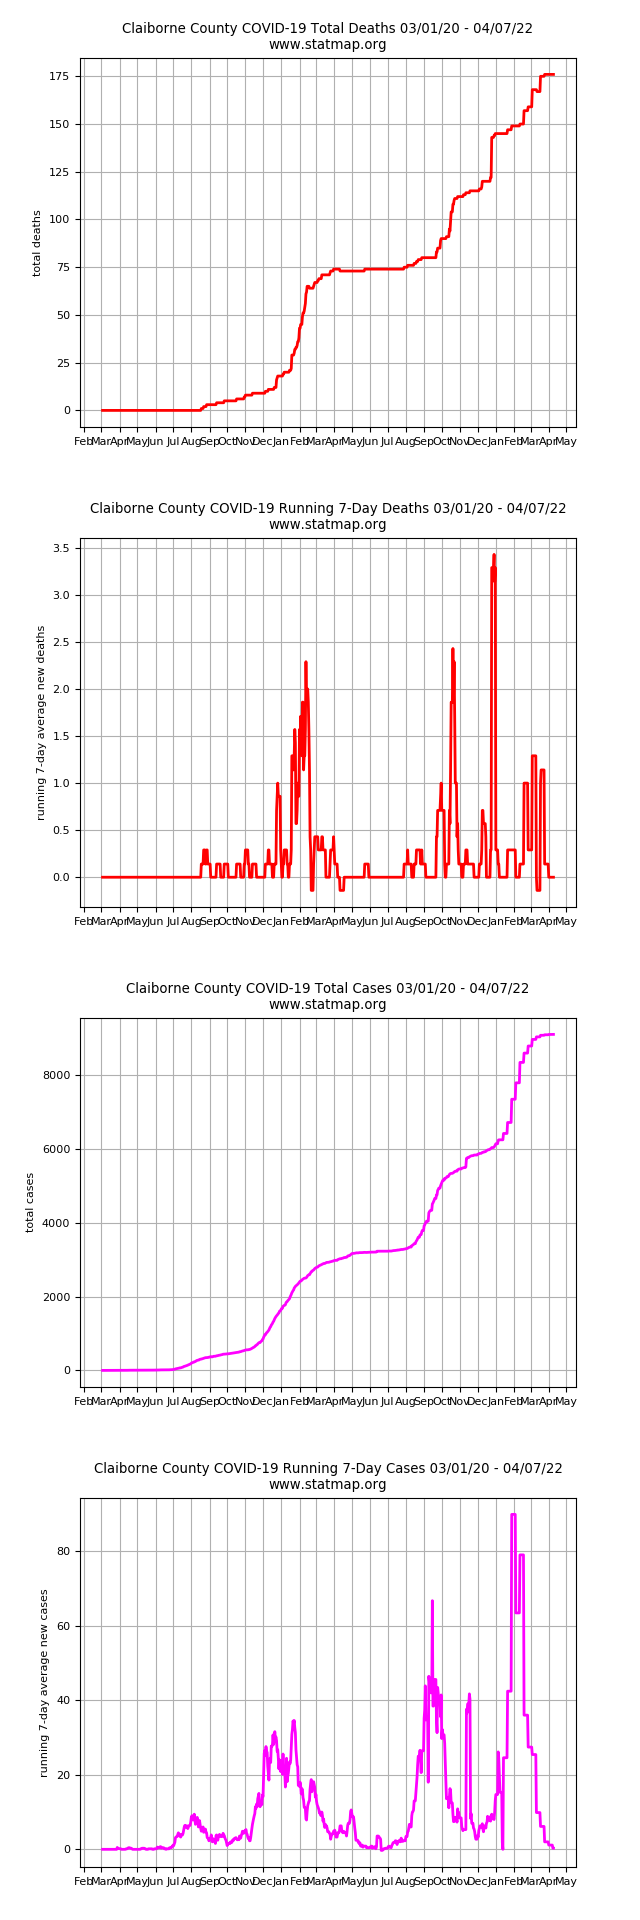 Claiborne County COVID-19 Total Deaths 03/01/20 - 04/07/22
www.statmap.org
175
150
125
100
75
50
25
0
total deaths
Feb Mar Apr May Jun Jul Aug Sep Oct Nov Dec Jan Feb Mar Apr May Jun Jul Aug Sep Oct Nov Dec Jan Feb Mar Apr May
Claiborne County COVID-19 Running 7-Day Deaths 03/01/20 - 04/07/22
www.statmap.org
3.5
3.0
2.5
2.0
1.5
1.0
0.5
0.0
running 7-day average new deaths
Feb Mar Apr May Jun Jul Aug Sep Oct Nov Dec Jan Feb Mar Apr May Jun Jul Aug Sep Oct Nov Dec Jan Feb Mar Apr May
Claiborne County COVID-19 Total Cases 03/01/20 - 04/07/22
www.statmap.org
8000
6000
4000
2000
0
total cases
Feb Mar Apr May Jun Jul Aug Sep Oct Nov Dec Jan Feb Mar Apr May Jun Jul Aug Sep Oct Nov Dec Jan Feb Mar Apr May
Claiborne County COVID-19 Running 7-Day Cases 03/01/20 - 04/07/22
www.statmap.org
80
60
40
20
0
running 7-day average new cases
Feb Mar Apr May Jun Jul Aug Sep Oct Nov Dec Jan Feb Mar Apr May Jun Jul Aug Sep Oct Nov Dec Jan Feb Mar Apr May